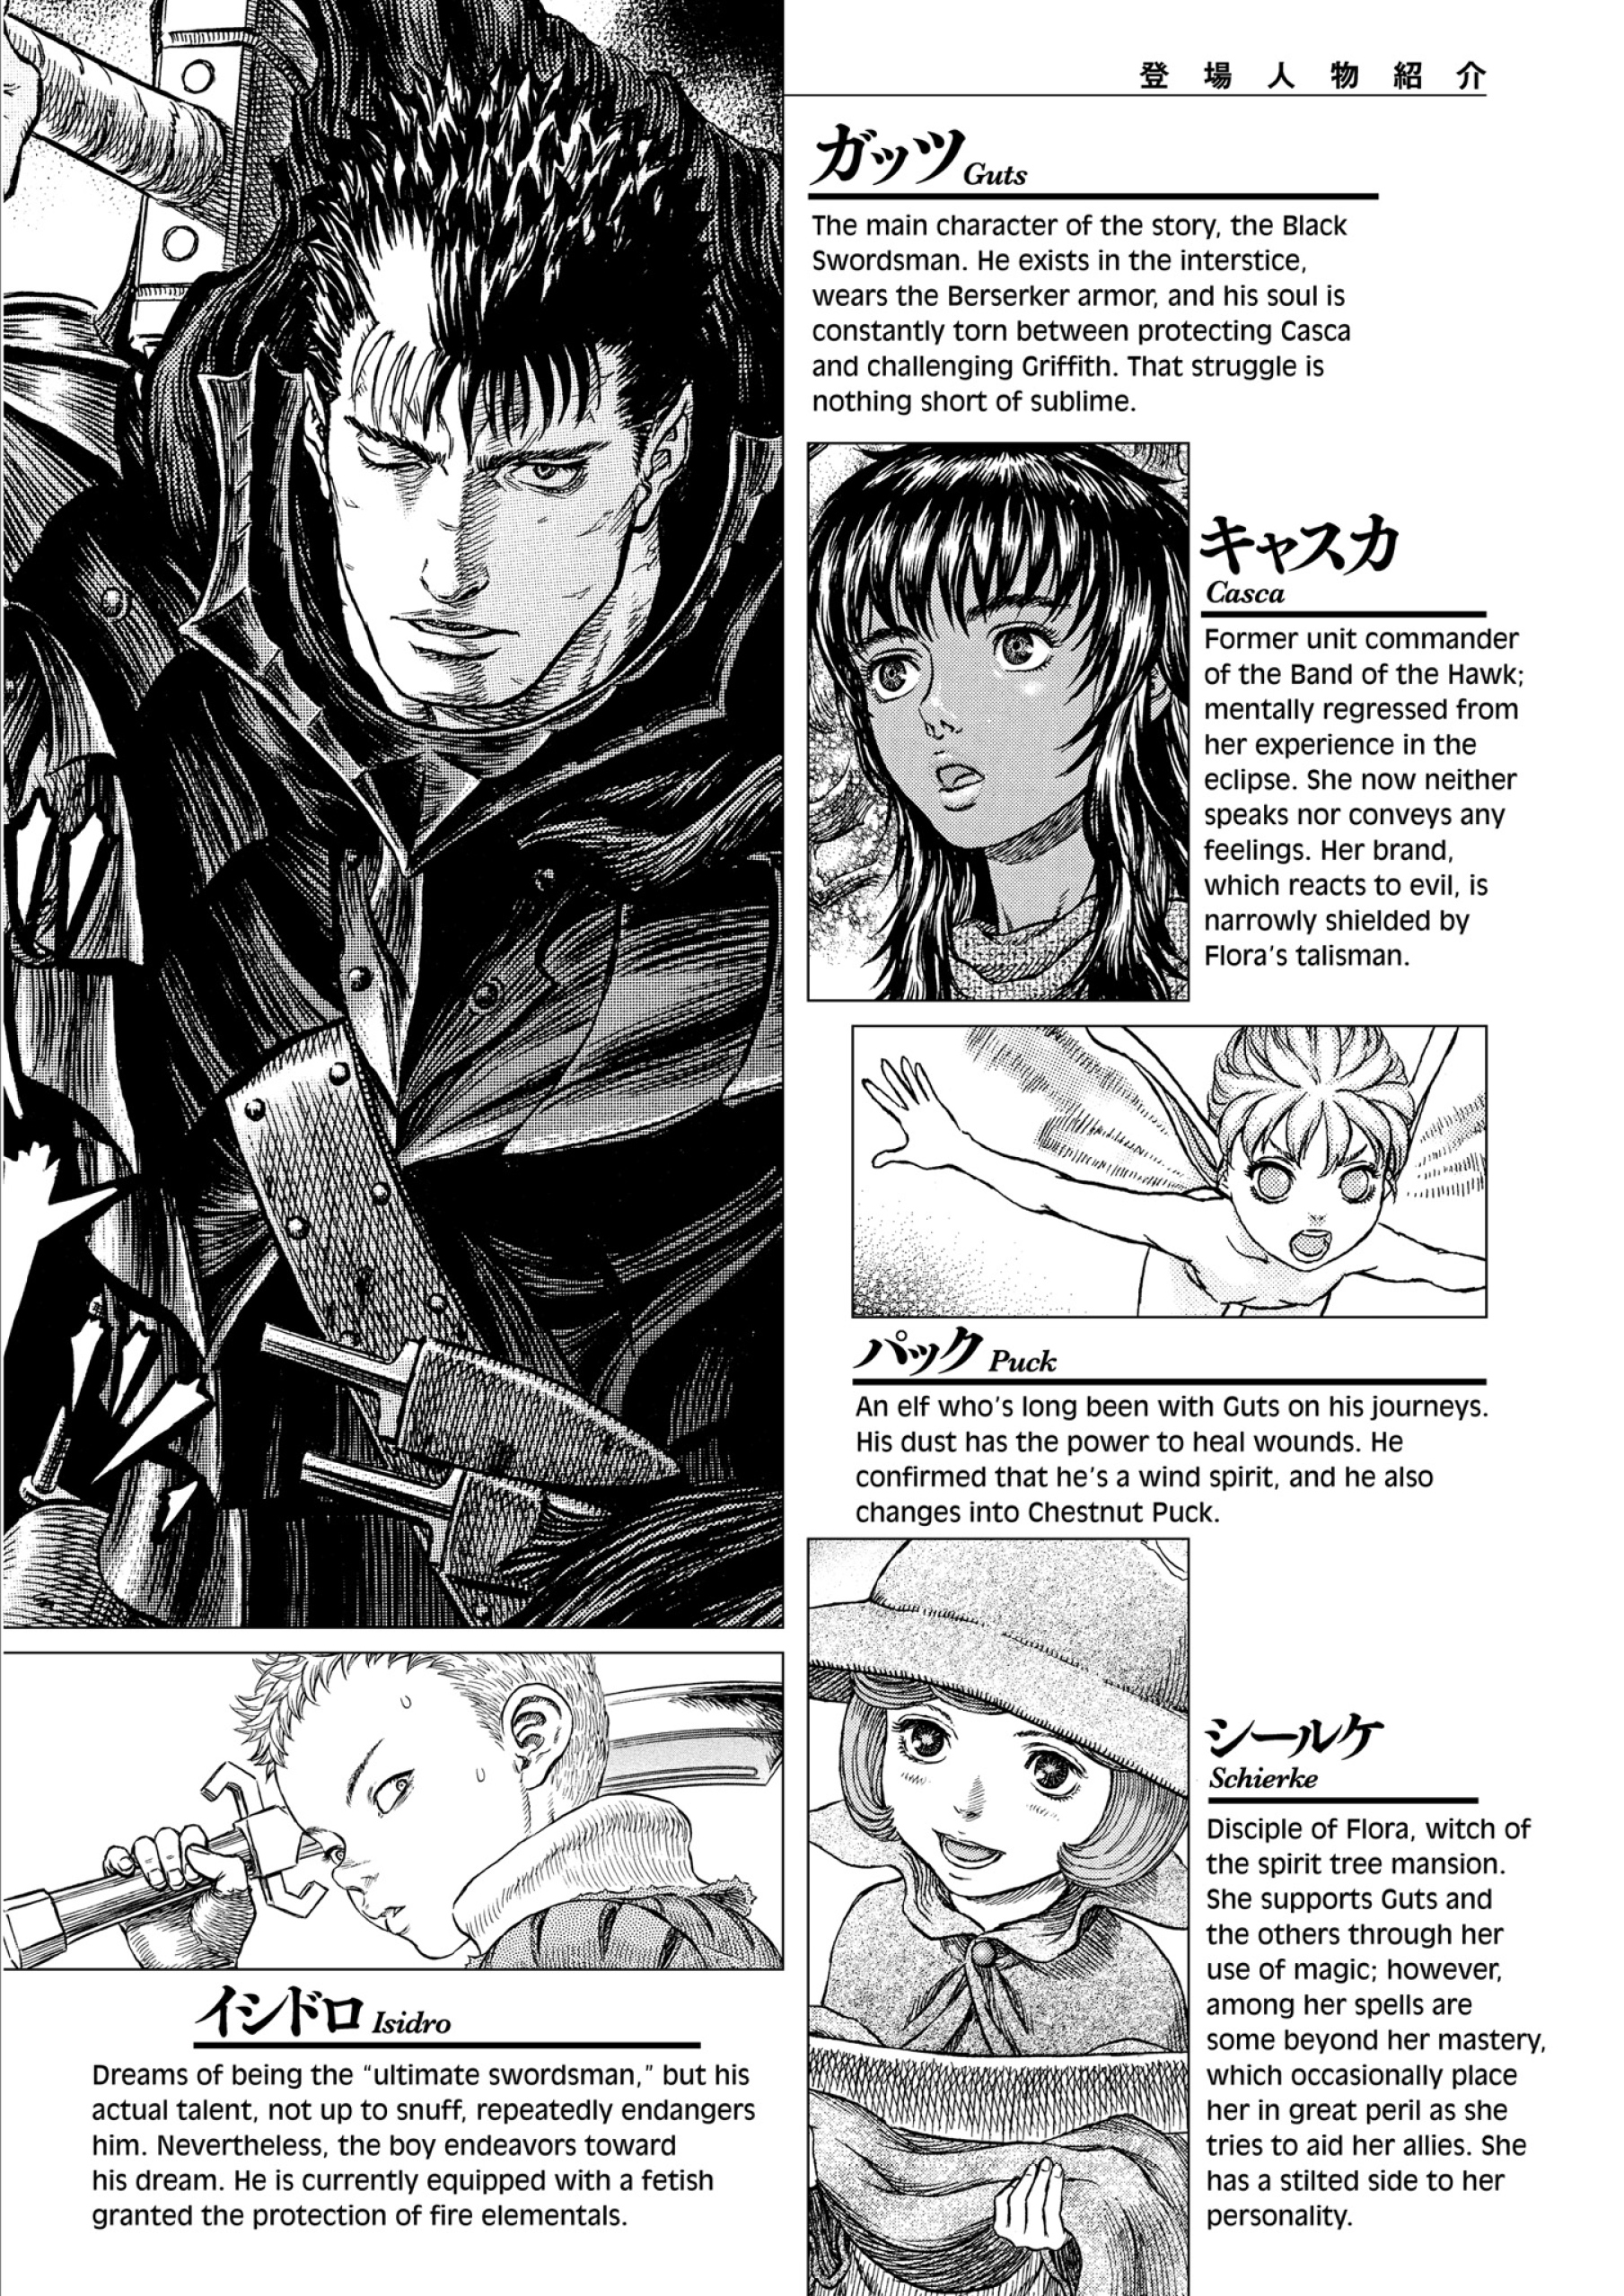 登場人物紹介
ガッツ Guts
The main character of the story, the Black
Swordsman. He exists in the interstice,
wears the Berserker armor, and his soul is
constantly torn between protecting Casca
and challenging Griffith. That struggle is
nothing short of sublime.
キャスカ
Casca
Former unit commander
of the Band of the Hawk;
mentally regressed from
her experience in the
eclipse. She now neither
speaks nor conveys any
feelings. Her brand,
which reacts to evil, is
narrowly shielded by
Flora's talisman.
パック Puck
An elf who's long been with Guts on his journeys.
His dust has the power to heal wounds. He
confirmed that he's a wind spirit, and he also
changes into Chestnut Puck.
シールケ
Schierke
Disciple of Flora, witch of
the spirit tree mansion.
She supports Guts and
the others through her
use of magic; however,
among her spells are
some beyond her mastery,
which occasionally place
her in great peril as she
tries to aid her allies. She
has a stilted side to her
personality.
イシドロ Isidro
Dreams of being the “ultimate swordsman,” but his
actual talent, not up to snuff, repeatedly endangers
him. Nevertheless, the boy endeavors toward
his dream. He is currently equipped with a fetish
granted the protection of fire elementals.